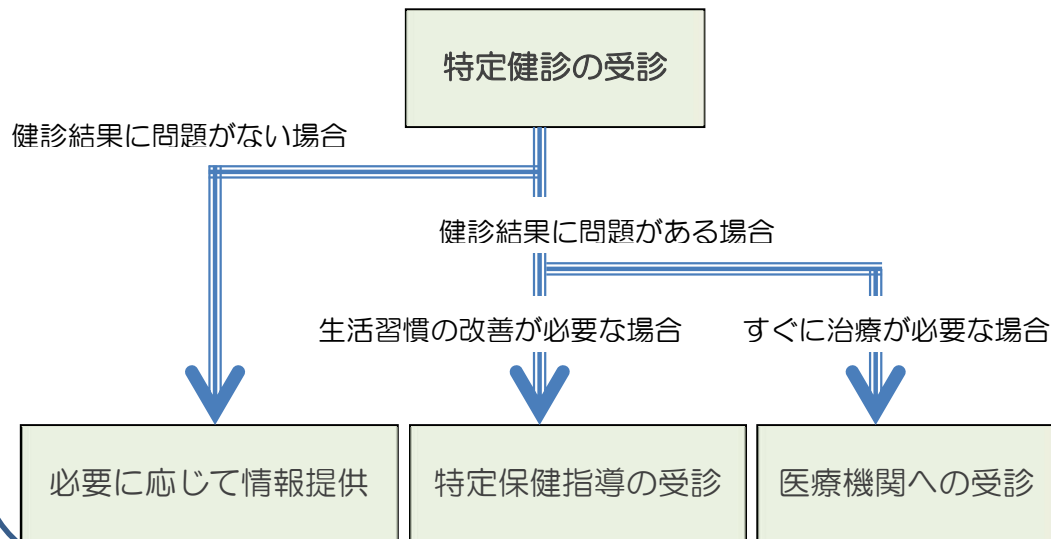 特定健診の受診
健診結果に問題がない場合
健診結果に問題がある場合
生活習慣の改善が必要な場合
すぐに治療が必要な場合
必要に応じて情報提供
特定保健指導の受診
医療機関への受診